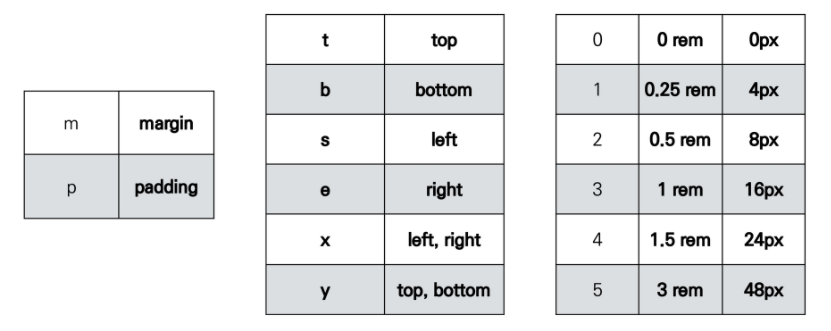 m margin
p padding
t top
b bottom
s left
e right
x left, right
y top, bottom
0 0 rem 0px
1 0.25 rem 4px
2 0.5 rem 8px
3 1 rem 16px
4 1.5 rem 24px
5 3 rem 48px